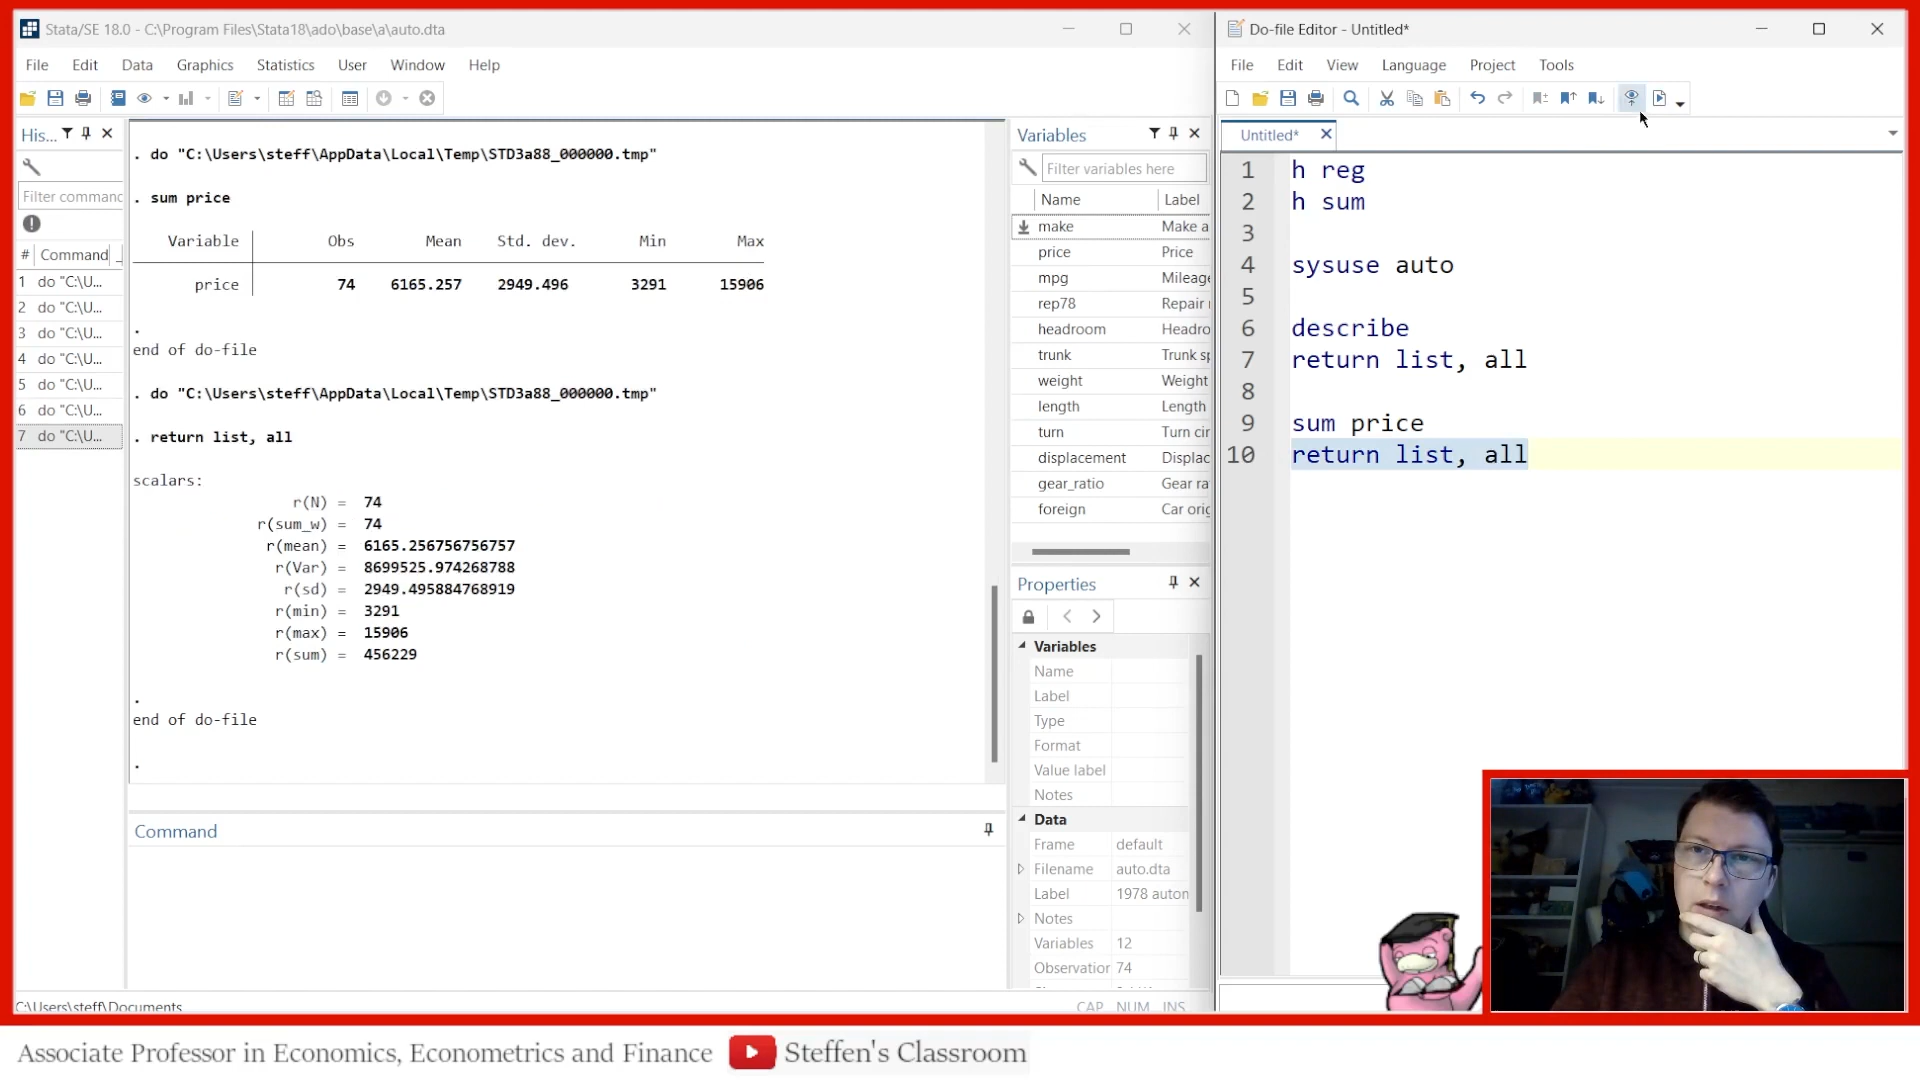 Stata/SE 18.0 - C:\Program Files\Stata18\ado\base\a\auto.dta
File Edit Data Graphics Statistics User Window Help
His...
Filter command
# Command
1 do "C:\U...
2 do "C:\U...
3 do "C:\U...
4 do "C:\U...
5 do "C:\U...
6 do "C:\U...
7 do "C:\U...
. do "C:\Users\steff\AppData\Local\Temp\STD3a88_000000.tmp"
. sum price
Variable Obs Mean Std. dev. Min Max
price 74 6165.257 2949.496 3291 15906
.
end of do-file
. do "C:\Users\steff\AppData\Local\Temp\STD3a88_000000.tmp"
. return list, all
scalars:
r(N) = 74
r(sum_w) = 74
r(mean) = 6165.256756756757
r(Var) = 8699525.974268788
r(sd) = 2949.495884768919
r(min) = 3291
r(max) = 15906
r(sum) = 456229
.
end of do-file
.
Command
C:\Users\steff\Documents
CAP NUM INS
Variables
Filter variables here
Name Label
make Make a
price Price
mpg Mileage
rep78 Repair
headroom Headro
trunk Trunk sp
weight Weight
length Length
turn Turn cir
displacement Displac
gear_ratio Gear ra
foreign Car orig
Properties
Variables
Name
Label
Type
Format
Value label
Notes
Data
Frame default
Filename auto.dta
Label 1978 autom
Notes
Variables 12
Observation 74
Do-file Editor - Untitled*
File Edit View Language Project Tools
Untitled*
1 h reg
2 h sum
3
4 sysuse auto
5
6 describe
7 return list, all
8
9 sum price
10 return list, all
Associate Professor in Economics, Econometrics and Finance Steffen's Classroom